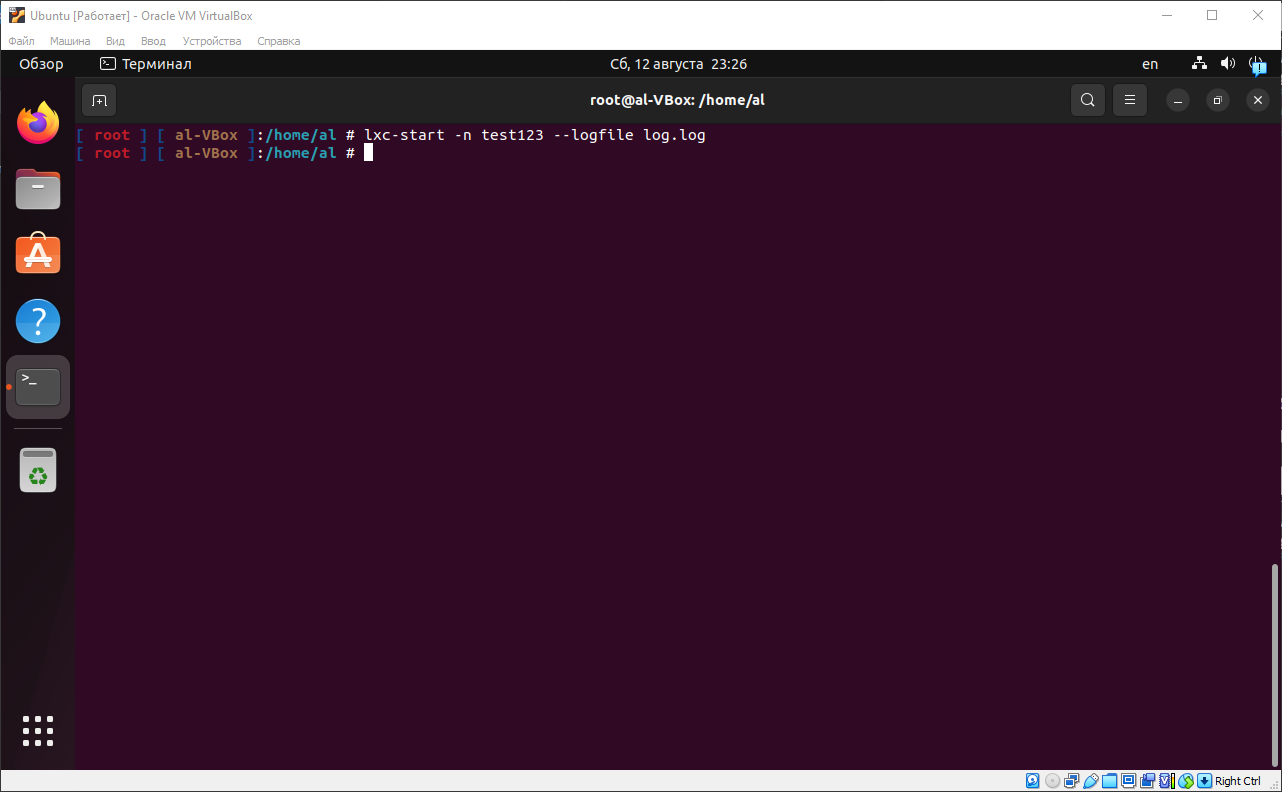 Ubuntu [Работает] - Oracle VM VirtualBox
Файл Машина Вид Ввод Устройства Справка
Обзор Терминал Сб, 12 августа 23:26 en
root@al-VBox: /home/al
[ root ] [ al-VBox ]:/home/al # lxc-start -n test123 --logfile log.log
[ root ] [ al-VBox ]:/home/al #
Right Ctrl